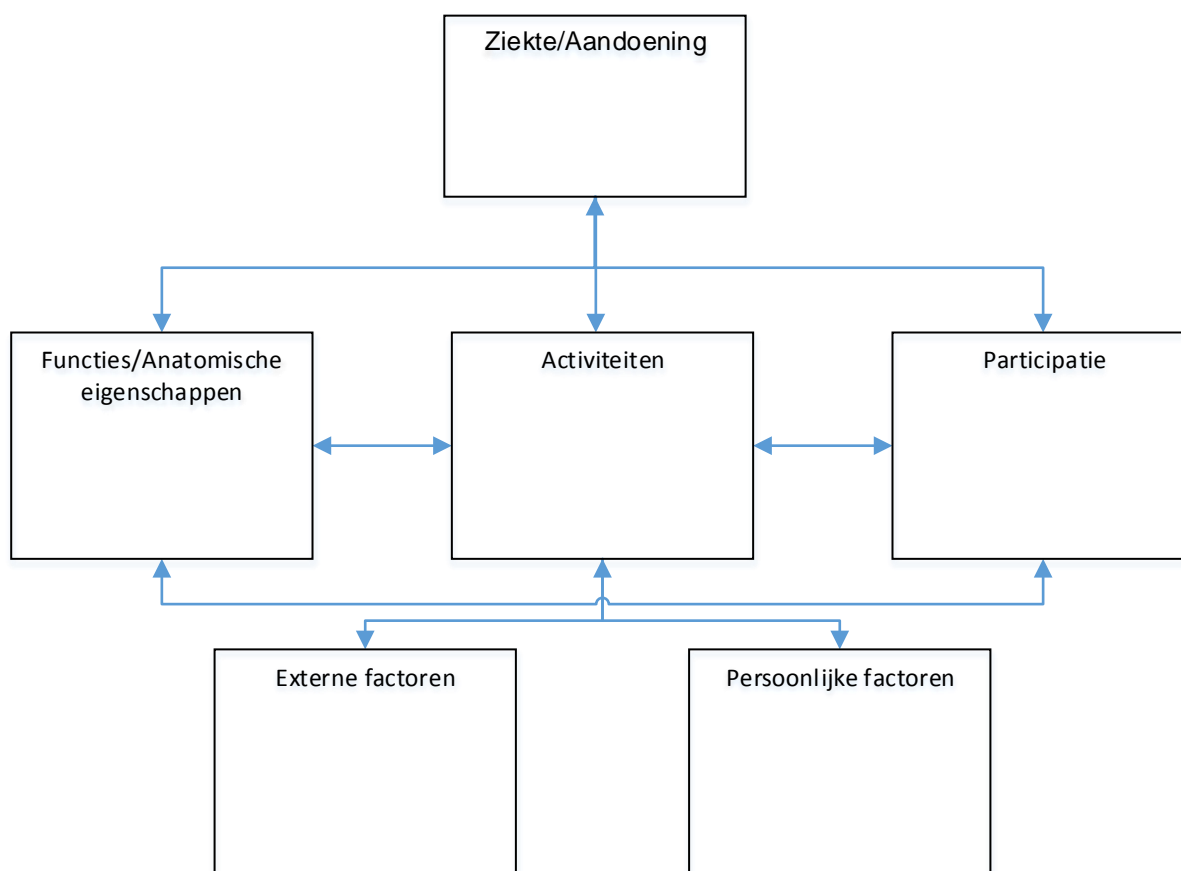 Ziekte/Aandoening
Functies/Anatomische
eigenschappen
Activiteiten
Participatie
Externe factoren
Persoonlijke factoren